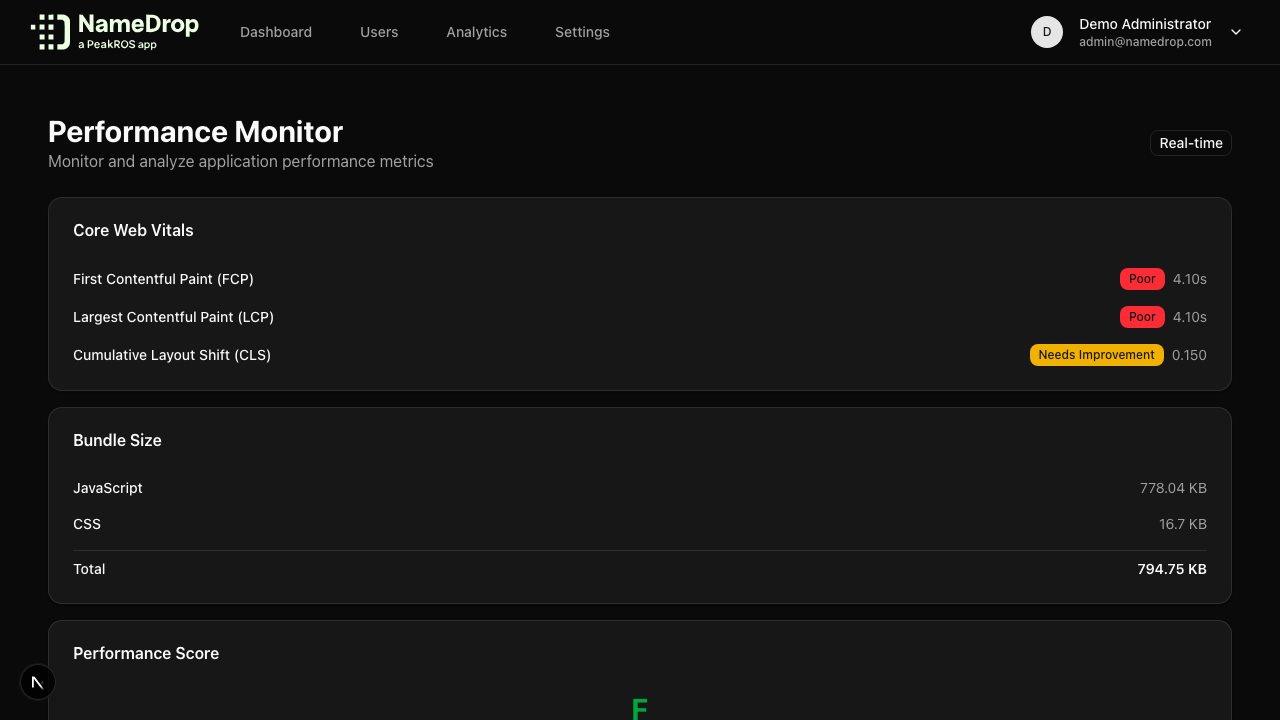 NameDrop
a PeakROS app
Dashboard
Users
Analytics
Settings
D
Demo Administrator
admin@namedrop.com
Performance Monitor
Monitor and analyze application performance metrics
Real-time
Core Web Vitals
First Contentful Paint (FCP) Poor 4.10s
Largest Contentful Paint (LCP) Poor 4.10s
Cumulative Layout Shift (CLS) Needs Improvement 0.150
Bundle Size
JavaScript 778.04 KB
CSS 16.7 KB
Total 794.75 KB
Performance Score
N
F